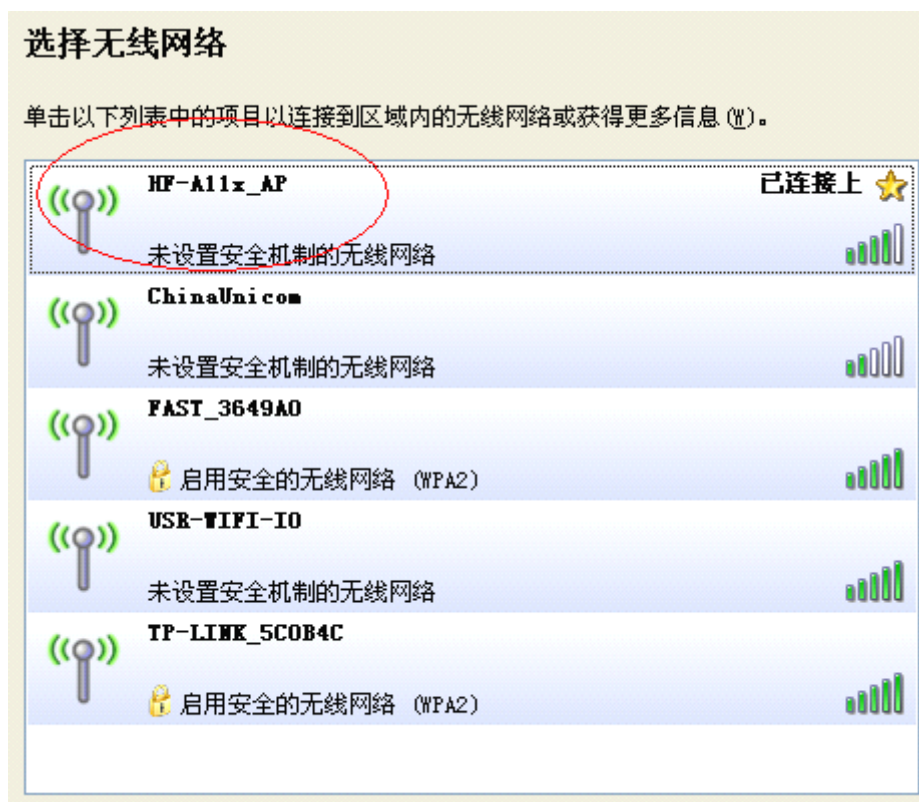 选择无线网络
单击以下列表中的项目以连接到区域内的无线网络或获得更多信息(W)。
HF-A11x_AP
已连接上
未设置安全机制的无线网络
ChinaUnicom
未设置安全机制的无线网络
FAST_3649A0
启用安全的无线网络 (WPA2)
USR-WIFI-IO
未设置安全机制的无线网络
TP-LINK_5C0B4C
启用安全的无线网络 (WPA2)